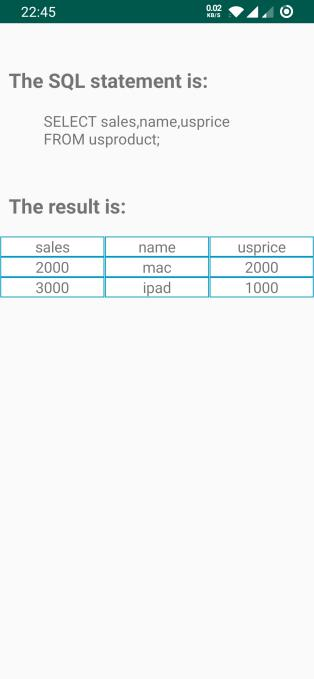 22:45
0.02
KB/S
The SQL statement is:
SELECT sales,name,usprice
FROM usproduct;
The result is:
sales name usprice
2000 mac 2000
3000 ipad 1000